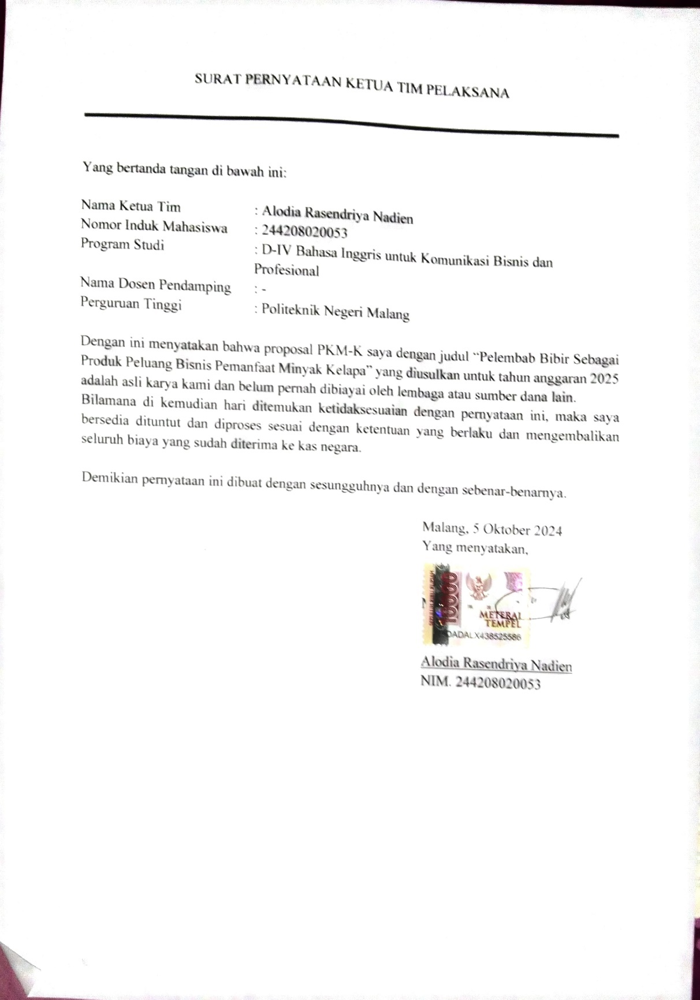 SURAT PERNYATAAN KETUA TIM PELAKSANA
Yang bertanda tangan di bawah ini:
Nama Ketua Tim : Alodia Rasendriya Nadien
Nomor Induk Mahasiswa : 244208020053
Program Studi : D-IV Bahasa Inggris untuk Komunikasi Bisnis dan
Profesional
Nama Dosen Pendamping : -
Perguruan Tinggi : Politeknik Negeri Malang
Dengan ini menyatakan bahwa proposal PKM-K saya dengan judul “Pelembab Bibir Sebagai
Produk Peluang Bisnis Pemanfaat Minyak Kelapa” yang diusulkan untuk tahun anggaran 2025
adalah asli karya kami dan belum pernah dibiayai oleh lembaga atau sumber dana lain.
Bilamana di kemudian hari ditemukan ketidaksesuaian dengan pernyataan ini, maka saya
bersedia dituntut dan diproses sesuai dengan ketentuan yang berlaku dan mengembalikan
seluruh biaya yang sudah diterima ke kas negara.
Demikian pernyataan ini dibuat dengan sesungguhnya dan dengan sebenar-benarnya.
Malang, 5 Oktober 2024
Yang menyatakan,
10000
METERAI
TEMPEL
DADALX438525586
Alodia Rasendriya Nadien
NIM. 244208020053